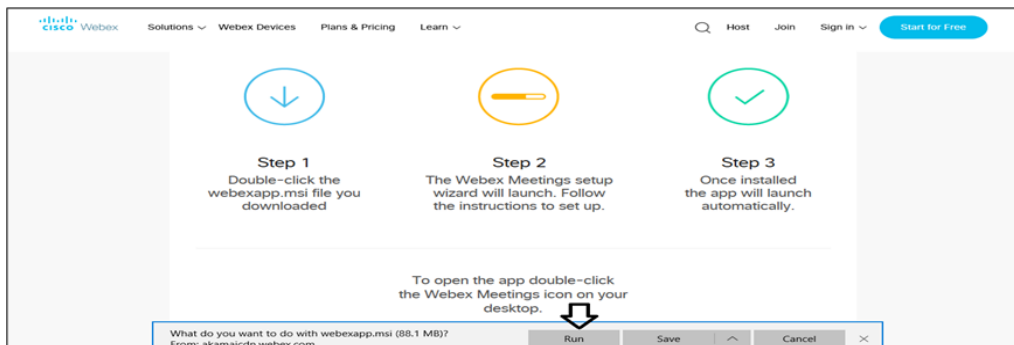 cisco Webex Solutions Webex Devices Plans & Pricing Learn Host Join Sign in Start for Free
Step 1
Double-click the
webexapp.msi file you
downloaded
Step 2
The Webex Meetings setup
wizard will launch. Follow
the instructions to set up.
Step 3
Once installed
the app will launch
automatically.
To open the app double-click
the Webex Meetings icon on your
desktop.
What do you want to do with webexapp.msi (88.1 MB)?
From: akamaicdn.webex.com
Run Save Cancel